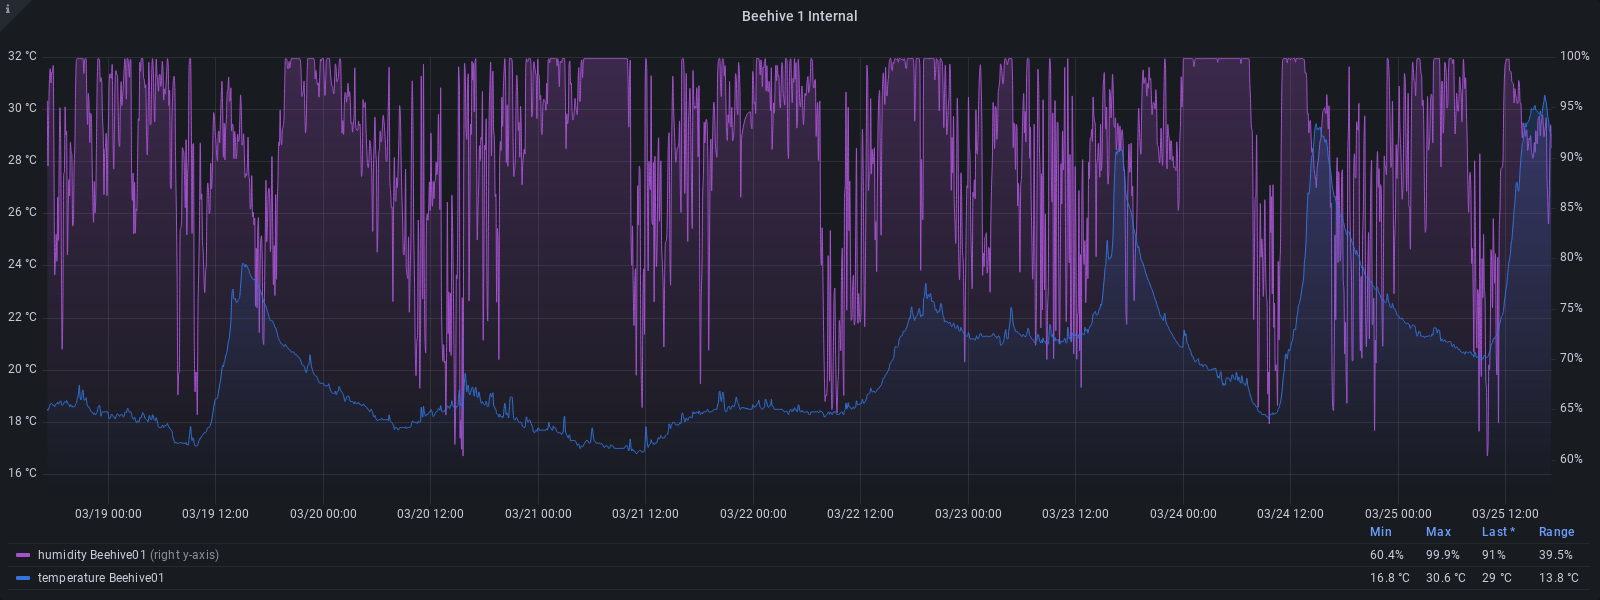 i
Beehive 1 Internal
32 °C 100%
30 °C 95%
28 °C 90%
26 °C 85%
24 °C 80%
22 °C 75%
20 °C 70%
18 °C 65%
16 °C 60%
03/19 00:00 03/19 12:00 03/20 00:00 03/20 12:00 03/21 00:00 03/21 12:00 03/22 00:00 03/22 12:00 03/23 00:00 03/23 12:00 03/24 00:00 03/24 12:00 03/25 00:00 03/25 12:00
Min Max Last * Range
humidity Beehive01 (right y-axis) 60.4% 99.9% 91% 39.5%
temperature Beehive01 16.8 °C 30.6 °C 29 °C 13.8 °C